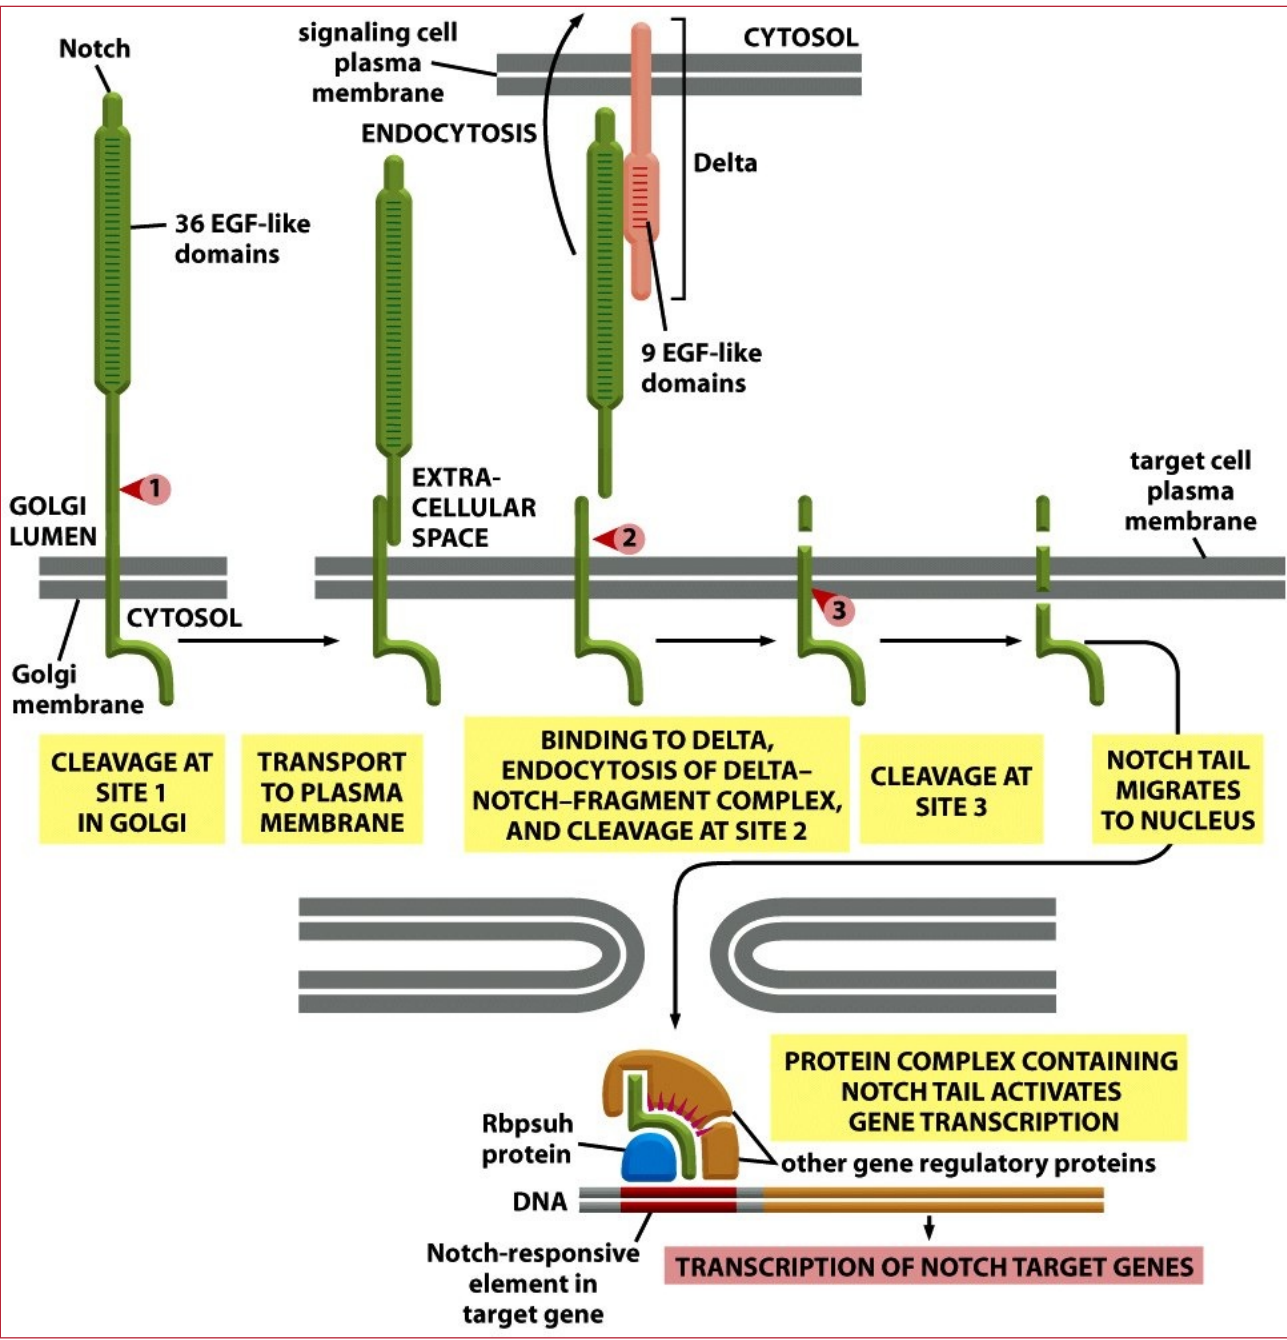 Notch
signaling cell
plasma
membrane
CYTOSOL
ENDOCYTOSIS
Delta
36 EGF-like
domains
9 EGF-like
domains
1
GOLGI
LUMEN
EXTRA-
CELLULAR
SPACE
2
target cell
plasma
membrane
CYTOSOL
3
Golgi
membrane
CLEAVAGE AT
SITE 1
IN GOLGI
TRANSPORT
TO PLASMA
MEMBRANE
BINDING TO DELTA,
ENDOCYTOSIS OF DELTA–
NOTCH–FRAGMENT COMPLEX,
AND CLEAVAGE AT SITE 2
CLEAVAGE AT
SITE 3
NOTCH TAIL
MIGRATES
TO NUCLEUS
PROTEIN COMPLEX CONTAINING
NOTCH TAIL ACTIVATES
GENE TRANSCRIPTION
Rbpsuh
protein
other gene regulatory proteins
DNA
Notch-responsive
element in
target gene
TRANSCRIPTION OF NOTCH TARGET GENES